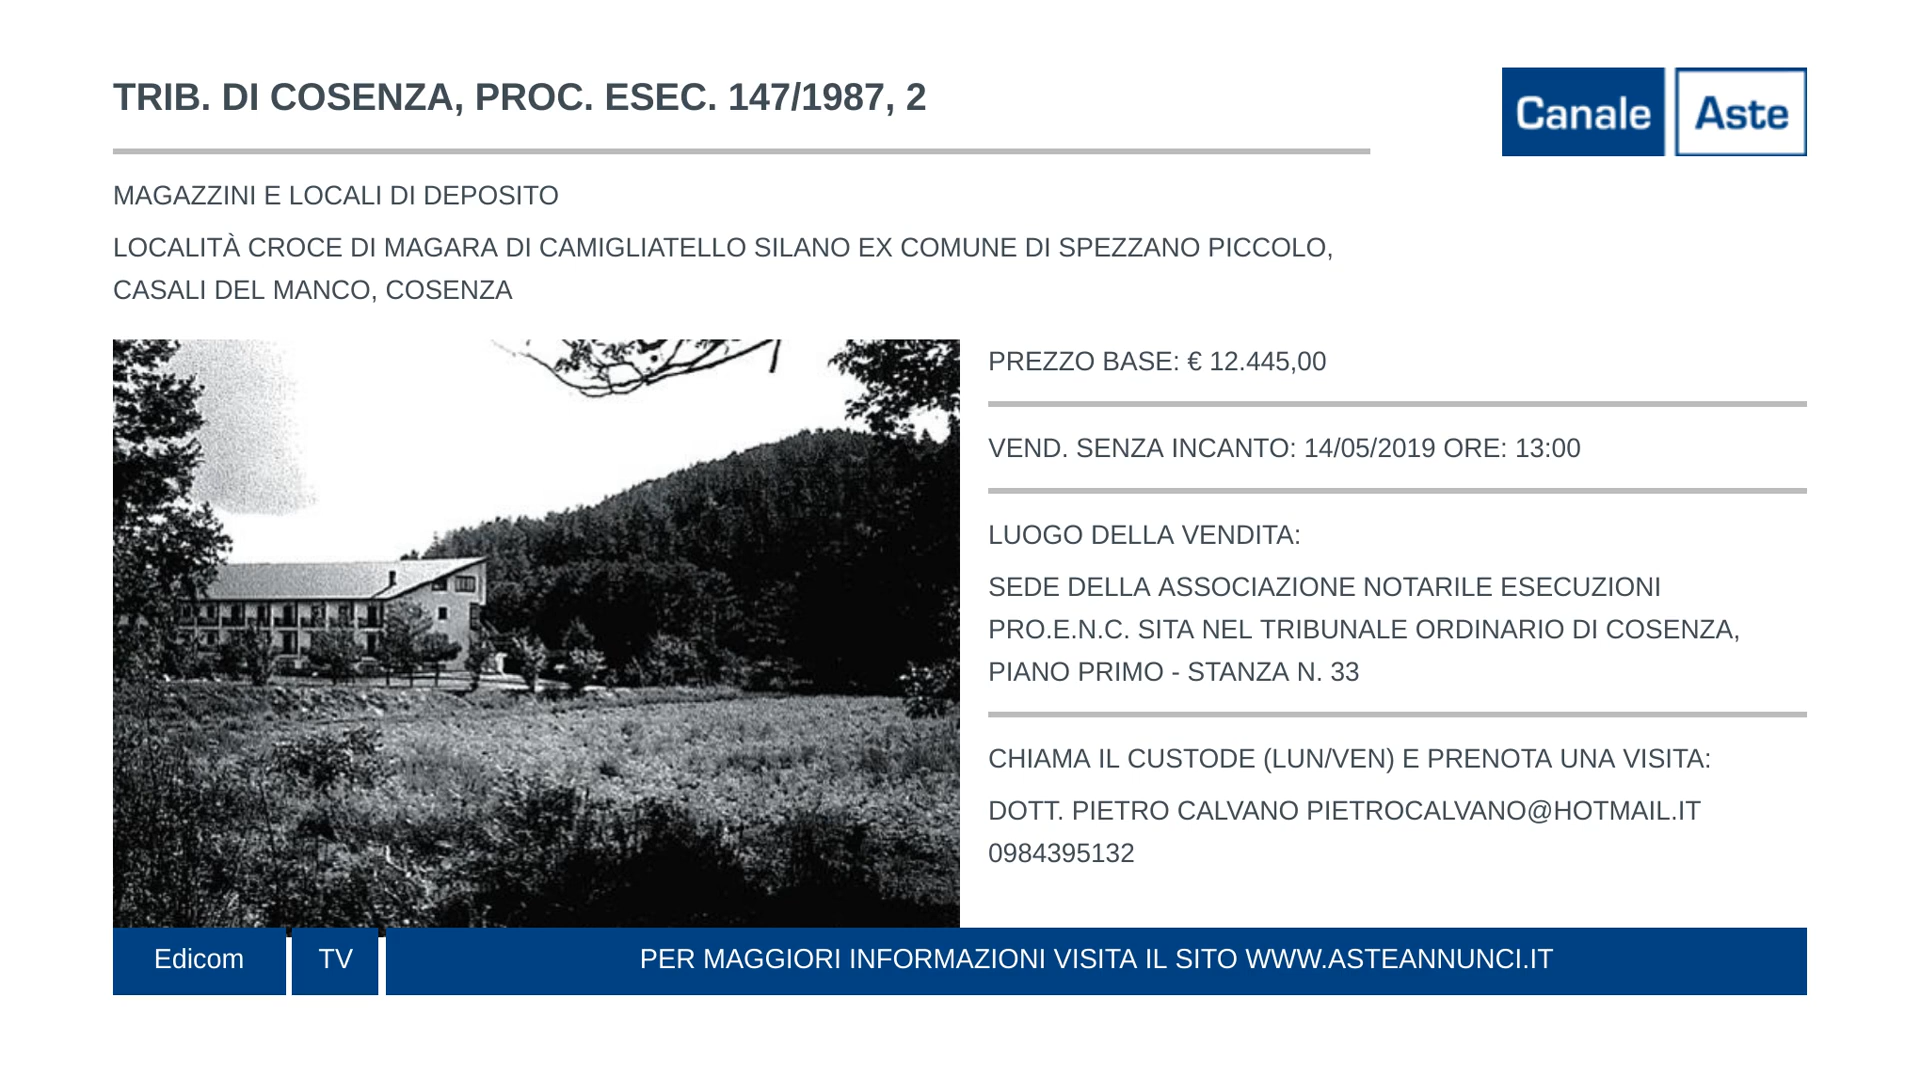 TRIB. DI COSENZA, PROC. ESEC. 147/1987, 2
Canale Aste
MAGAZZINI E LOCALI DI DEPOSITO
LOCALITÀ CROCE DI MAGARA DI CAMIGLIATELLO SILANO EX COMUNE DI SPEZZANO PICCOLO,
CASALI DEL MANCO, COSENZA
PREZZO BASE: € 12.445,00
VEND. SENZA INCANTO: 14/05/2019 ORE: 13:00
LUOGO DELLA VENDITA:
SEDE DELLA ASSOCIAZIONE NOTARILE ESECUZIONI
PRO.E.N.C. SITA NEL TRIBUNALE ORDINARIO DI COSENZA,
PIANO PRIMO - STANZA N. 33
CHIAMA IL CUSTODE (LUN/VEN) E PRENOTA UNA VISITA:
DOTT. PIETRO CALVANO PIETROCALVANO@HOTMAIL.IT
0984395132
Edicom TV PER MAGGIORI INFORMAZIONI VISITA IL SITO WWW.ASTEANNUNCI.IT